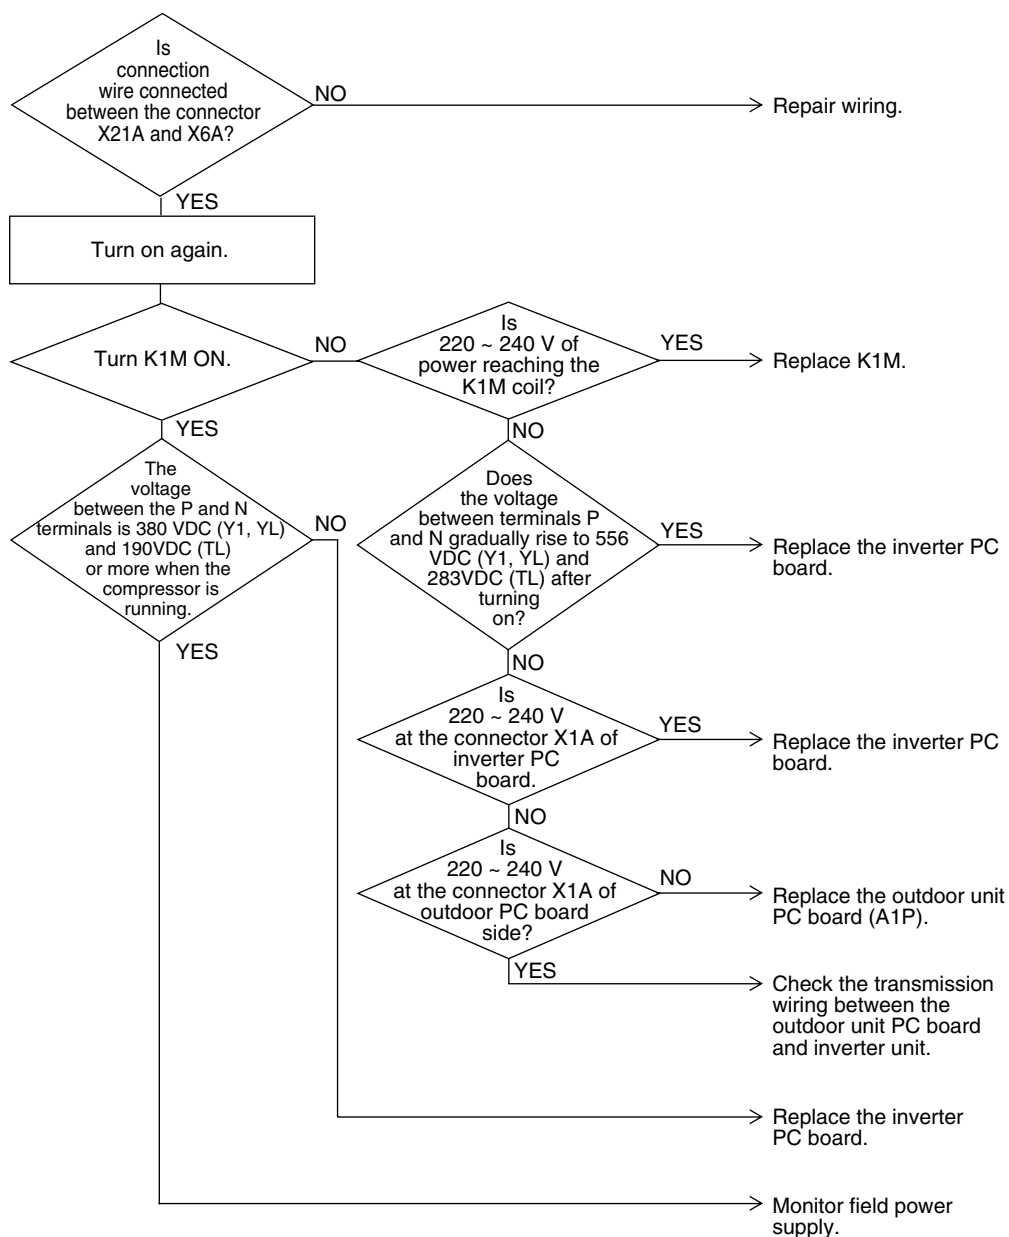 Is
connection
wire connected
between the connector
X21A and X6A?
NO
Repair wiring.
YES
Turn on again.
Turn K1M ON.
NO
Is
220 ~ 240 V of
power reaching the
K1M coil?
YES
Replace K1M.
YES
NO
The
voltage
between the P and N
terminals is 380 VDC (Y1, YL)
and 190VDC (TL)
or more when the
compressor is
running.
NO
Does
the voltage
between terminals P
and N gradually rise to 556
VDC (Y1, YL) and
283VDC (TL) after
turning
on?
YES
Replace the inverter PC
board.
YES
NO
Is
220 ~ 240 V
at the connector X1A of
inverter PC
board.
YES
Replace the inverter PC
board.
NO
Is
220 ~ 240 V
at the connector X1A of
outdoor PC board
side?
NO
Replace the outdoor unit
PC board (A1P).
YES
Check the transmission
wiring between the
outdoor unit PC board
and inverter unit.
Replace the inverter
PC board.
Monitor field power
supply.